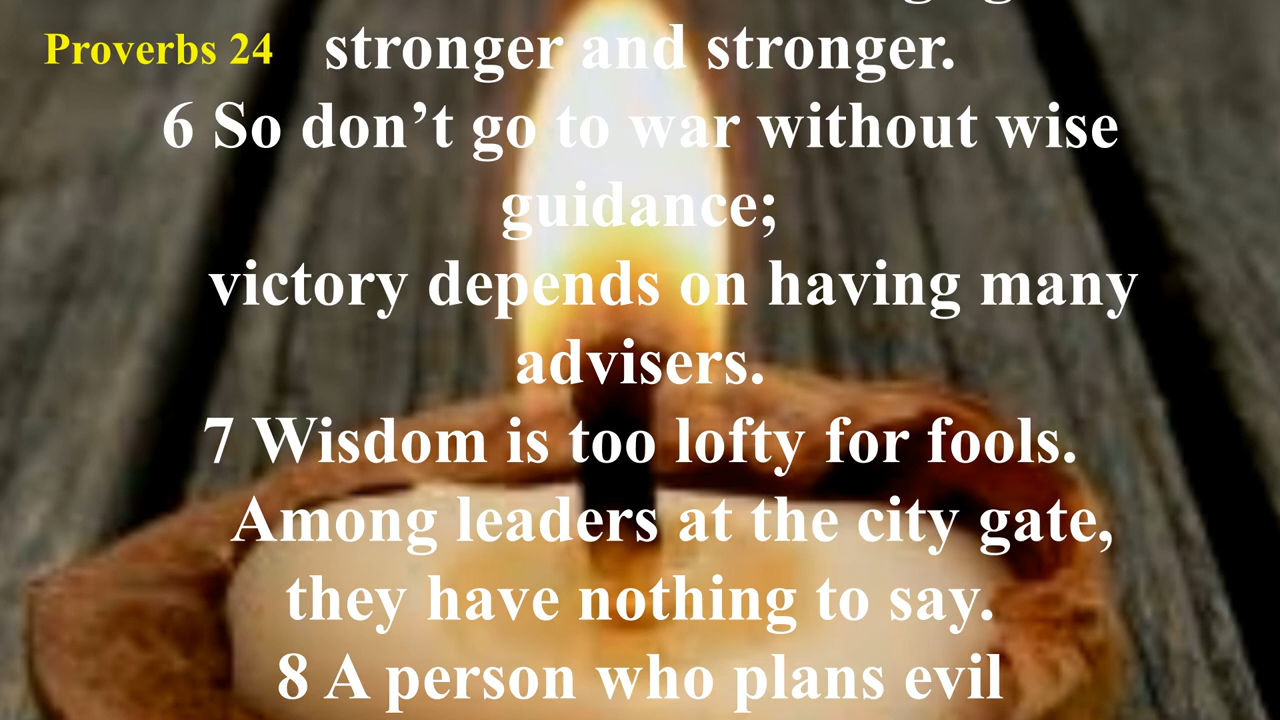 Proverbs 24
stronger and stronger.
6 So don’t go to war without wise
guidance;
victory depends on having many
advisers.
7 Wisdom is too lofty for fools.
Among leaders at the city gate,
they have nothing to say.
8 A person who plans evil